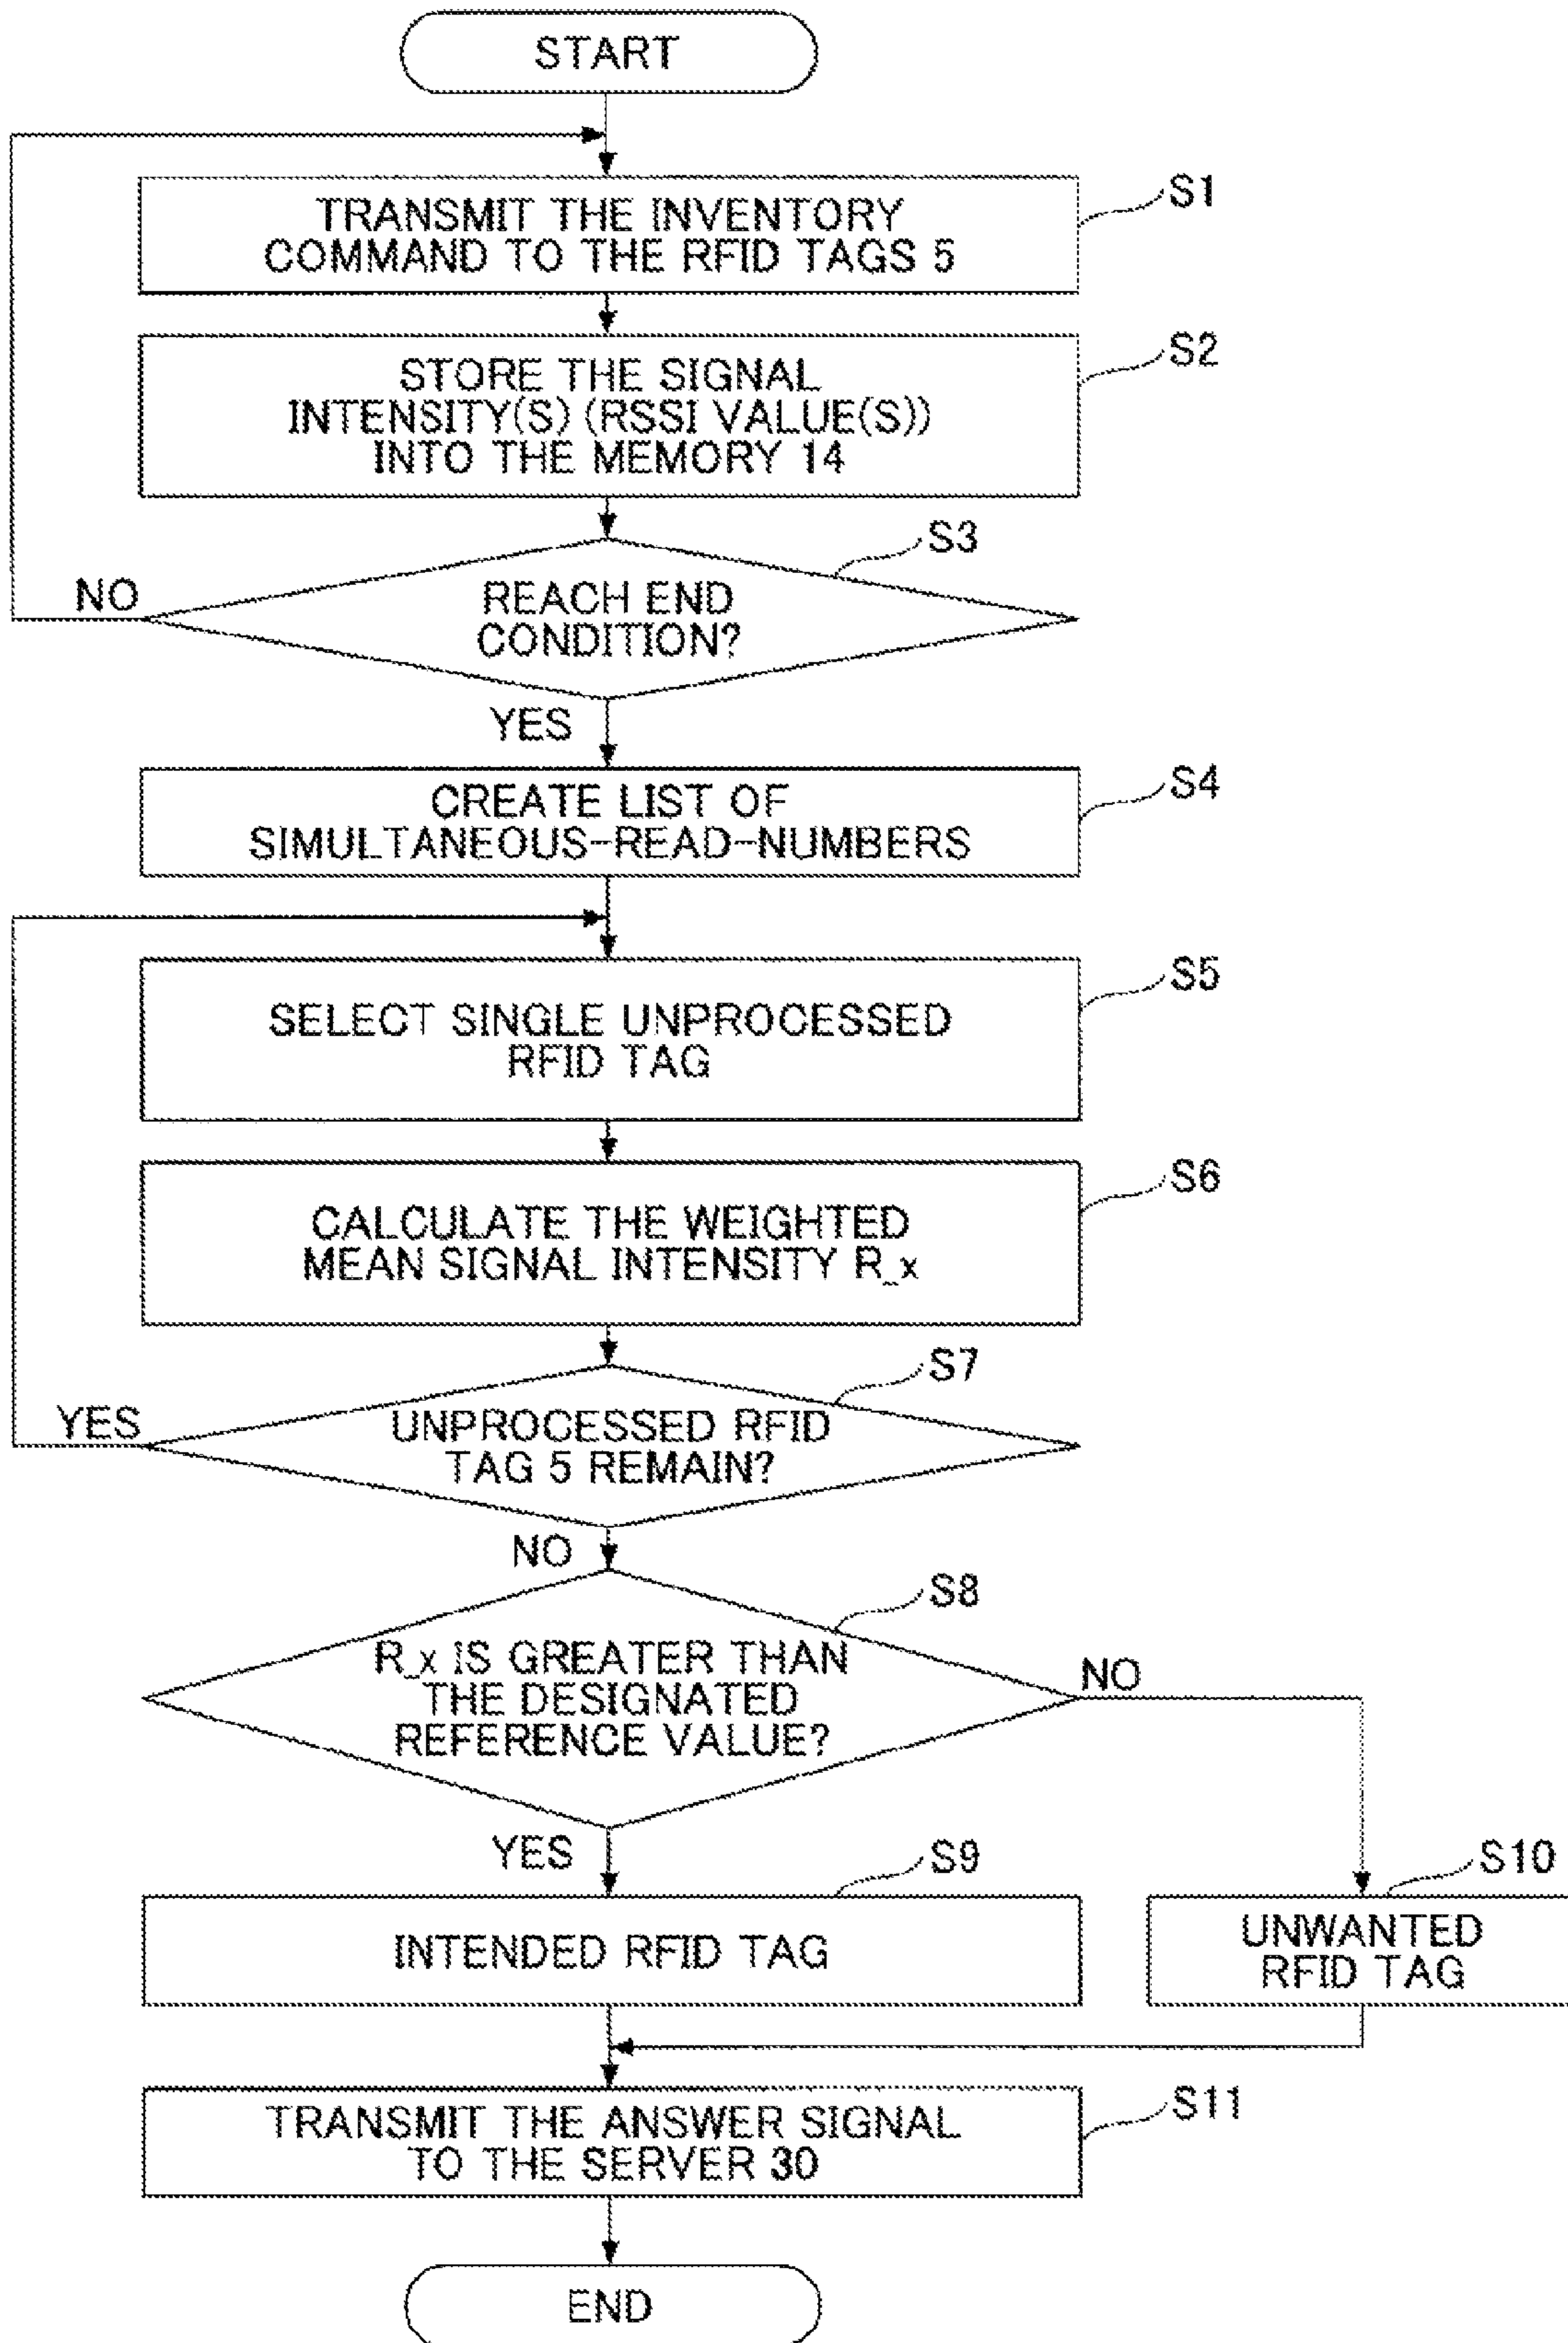 START
S1
TRANSMIT THE INVENTORY
COMMAND TO THE RFID TAGS 5
S2
STORE THE SIGNAL
INTENSITY(S) (RSSI VALUE(S))
INTO THE MEMORY 14
S3
NO
REACH END
CONDITION?
YES
S4
CREATE LIST OF
SIMULTANEOUS-READ-NUMBERS
S5
SELECT SINGLE UNPROCESSED
RFID TAG
S6
CALCULATE THE WEIGHTED
MEAN SIGNAL INTENSITY R_x
S7
YES
UNPROCESSED RFID
TAG 5 REMAIN?
NO
S8
R_x IS GREATER THAN
THE DESIGNATED
REFERENCE VALUE?
NO
YES
S9
INTENDED RFID TAG
S10
UNWANTED
RFID TAG
S11
TRANSMIT THE ANSWER SIGNAL
TO THE SERVER 30
END